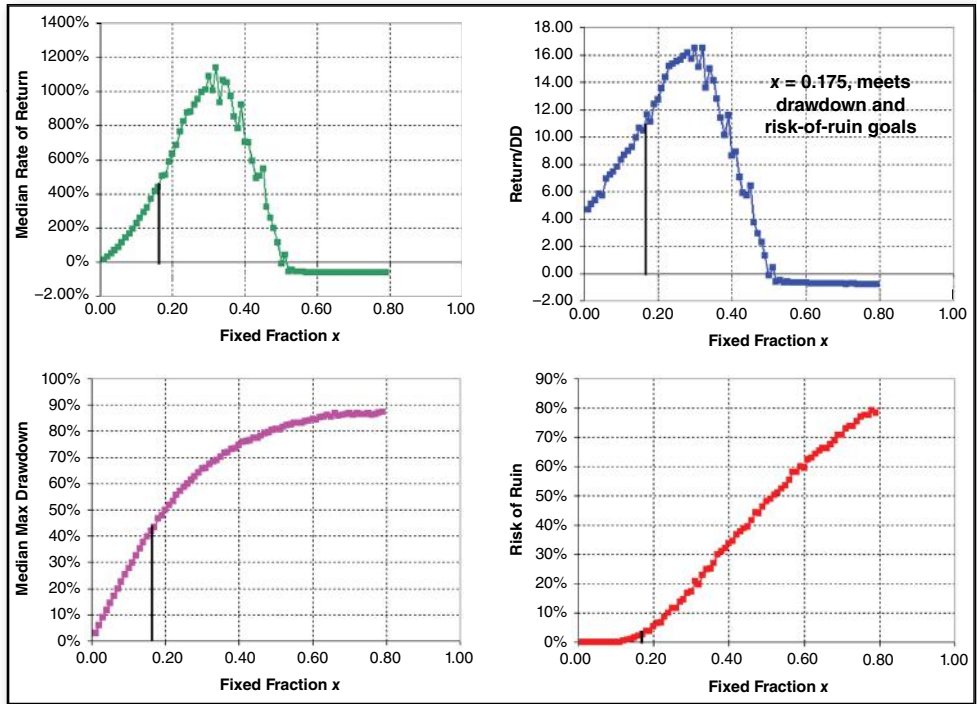 1400%
1200%
1000%
800%
600%
400%
200%
0%
–2.00%
0.00 0.20 0.40 0.60 0.80 1.00
Median Rate of Return
Fixed Fraction x
18.00
16.00
14.00
12.00
10.00
8.00
6.00
4.00
2.00
0.00
–2.00
0.00 0.20 0.40 0.60 0.80 1.00
Return/DD
Fixed Fraction x
x = 0.175, meets
drawdown and
risk-of-ruin goals
100%
90%
80%
70%
60%
50%
40%
30%
20%
10%
0%
0.00 0.20 0.40 0.60 0.80 1.00
Median Max Drawdown
Fixed Fraction x
90%
80%
70%
60%
50%
40%
30%
20%
10%
0%
0.00 0.20 0.40 0.60 0.80 1.00
Risk of Ruin
Fixed Fraction x